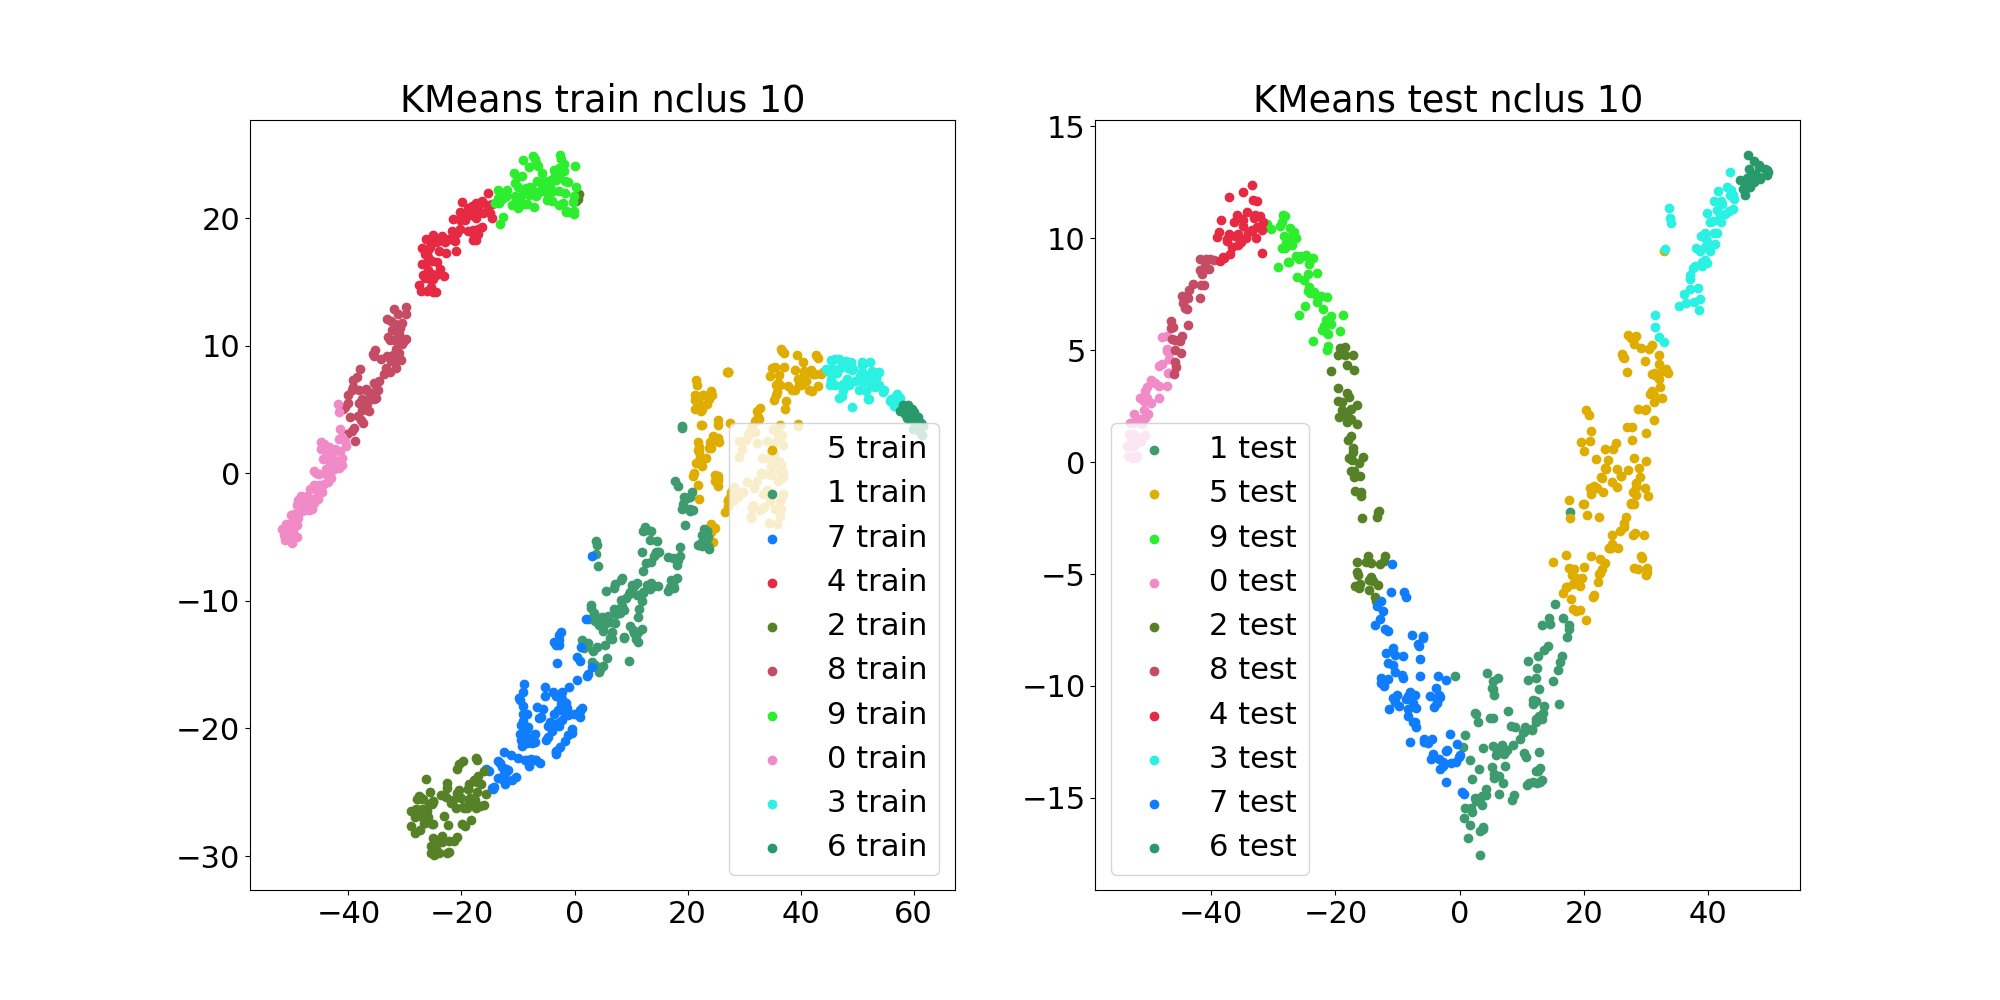 KMeans train nclus 10
20
10
0
−10
−20
−30
−40
−20
0
20
40
60
5 train
1 train
7 train
4 train
2 train
8 train
9 train
0 train
3 train
6 train
KMeans test nclus 10
15
10
5
0
−5
−10
−15
−40
−20
0
20
40
1 test
5 test
9 test
0 test
2 test
8 test
4 test
3 test
7 test
6 test